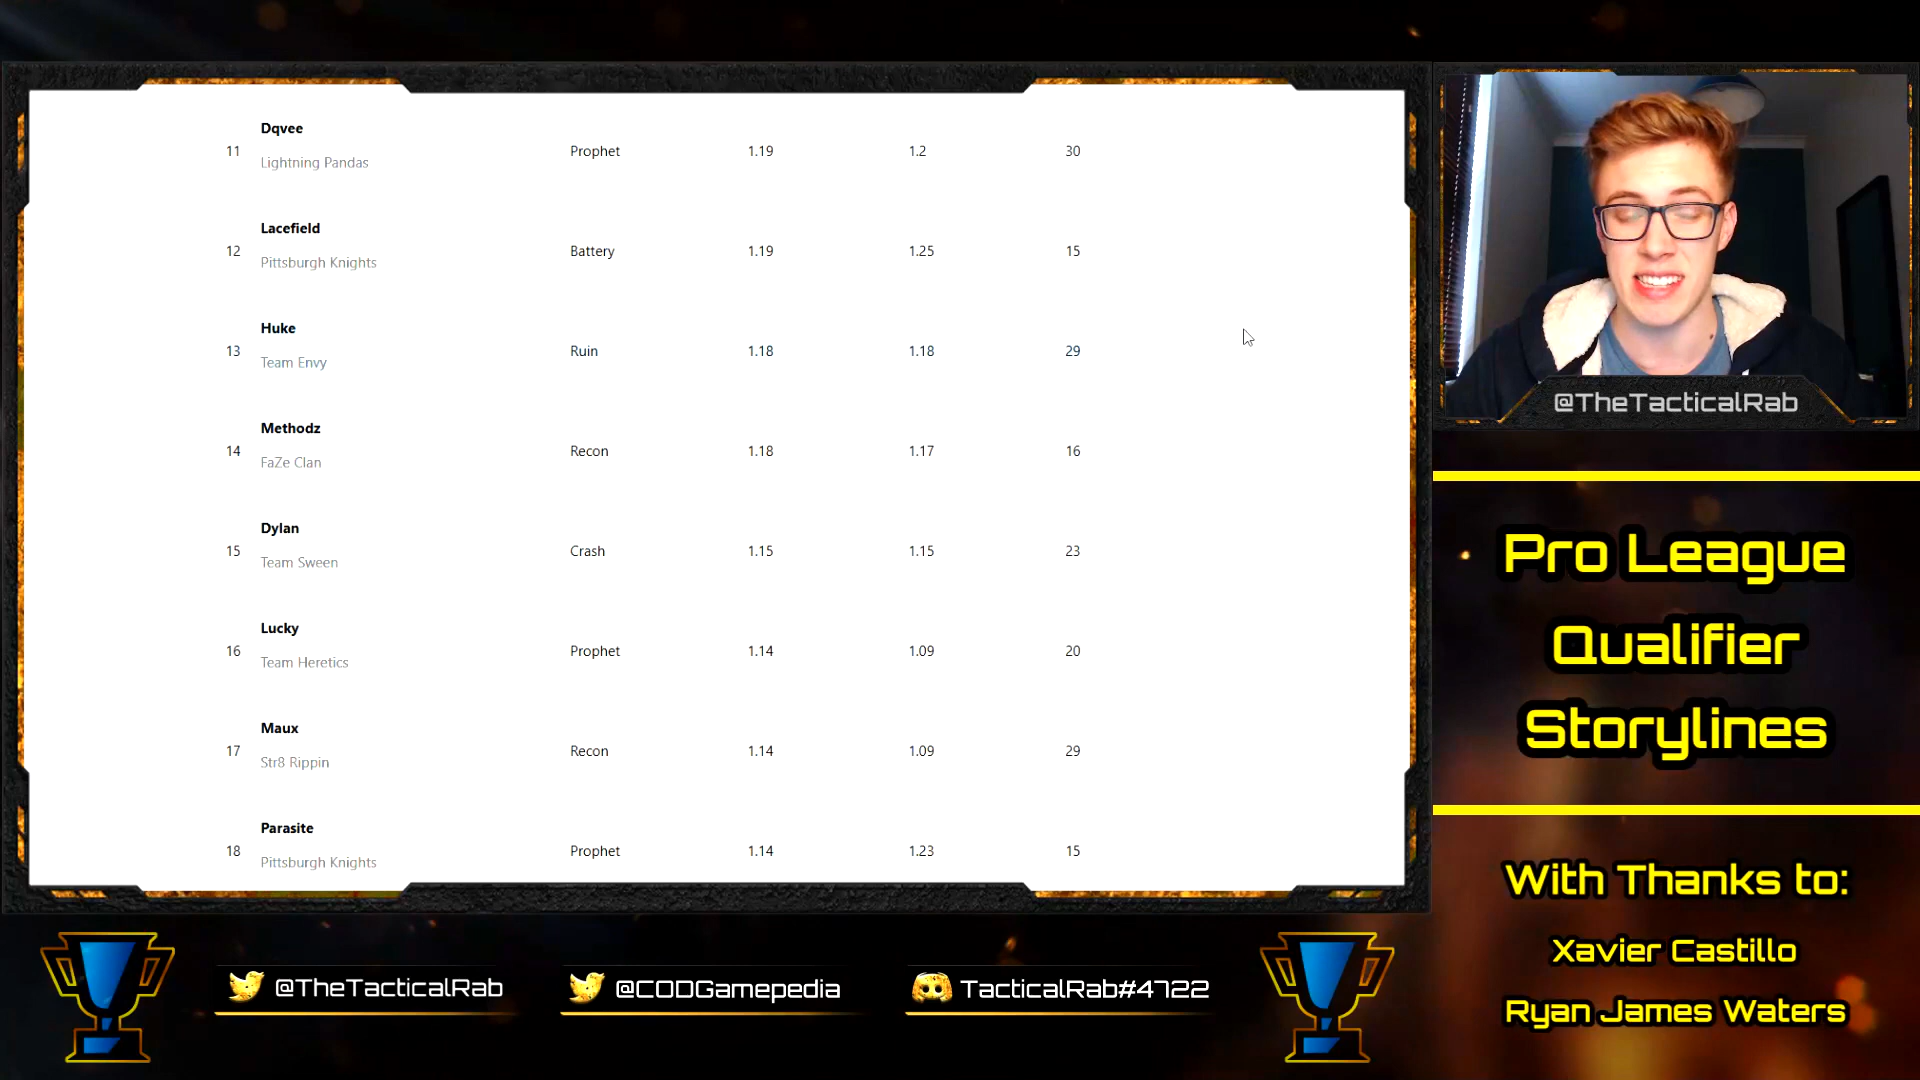 Dqvee
11 Prophet 1.19 1.2 30
Lightning Pandas
Lacefield
12 Battery 1.19 1.25 15
Pittsburgh Knights
Huke
13 Ruin 1.18 1.18 29
Team Envy
Methodz
14 Recon 1.18 1.17 16
FaZe Clan
Dylan
15 Crash 1.15 1.15 23
Team Sween
Lucky
16 Prophet 1.14 1.09 20
Team Heretics
Maux
17 Recon 1.14 1.09 29
Str8 Rippin
Parasite
18 Prophet 1.14 1.23 15
Pittsburgh Knights
@TheTacticalRab
Pro League
Qualifier
Storylines
With Thanks to:
Xavier Castillo
Ryan James Waters
@TheTacticalRab
@CODGamepedia
TacticalRab#4722